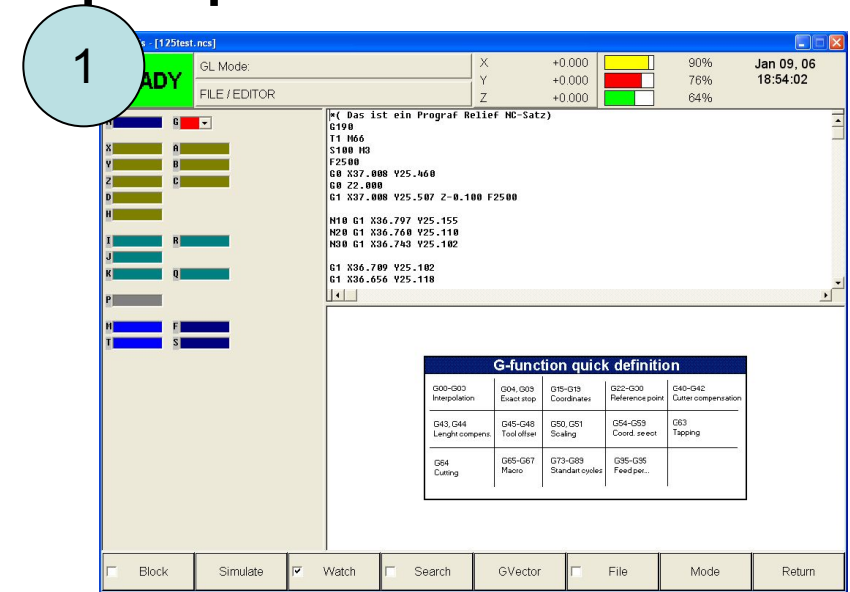 1
s - [125test.ncs]
ADY
GL Mode:
FILE / EDITOR
X +0.000
Y +0.000
Z +0.000
90%
76%
64%
Jan 09, 06
18:54:02
G
X A
Y B
Z C
D
H
I R
J
K Q
P
M F
T S
*( Das ist ein Prograf Relief NC-Satz)
G190
T1 M66
S100 M3
F2500
G0 X37.008 Y25.460
G0 Z2.000
G1 X37.008 Y25.507 Z-0.100 F2500
N10 G1 X36.797 Y25.155
N20 G1 X36.760 Y25.110
N30 G1 X36.743 Y25.102
G1 X36.709 Y25.102
G1 X36.656 Y25.118
G-function quick definition
G00-G03 G04, G09 G15-G19 G22-G30 G40-G42
Interpolation Exact stop Coordinates Reference point Cutter compensation
G43, G44 G45-G48 G50, G51 G54-G59 G63
Lenght compens. Tool offset Scaling Coord. select Tapping
G64 G65-G67 G73-G89 G95-G95
Cutting Macro Standart cycles Feed per...
Block Simulate Watch Search GVector File Mode Return